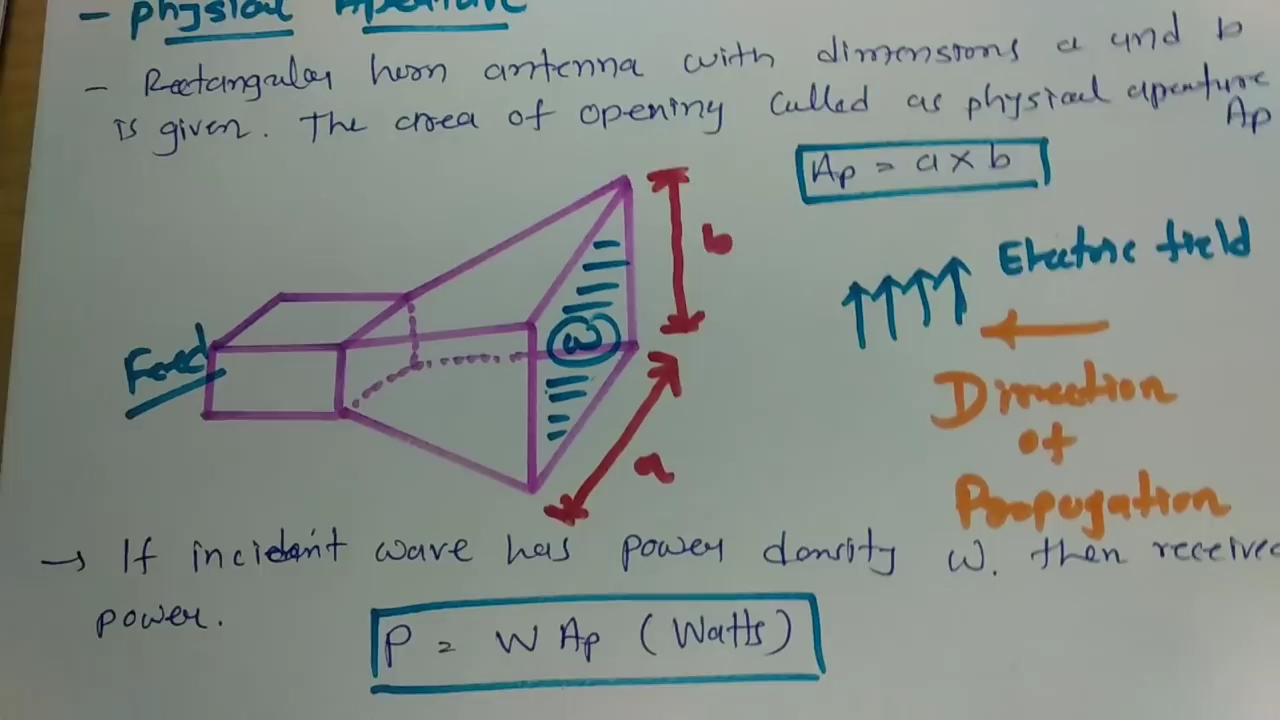 - physical Aperture
- Rectangular horn antenna with dimensions a and b
is given. The area of opening called as physical aperture
Ap
Ap = a × b
b
Electric field
Feed
ω
Direction
of
Propagation
a
→ If incident wave has power density W. then received
power.
P = W Ap (Watts)